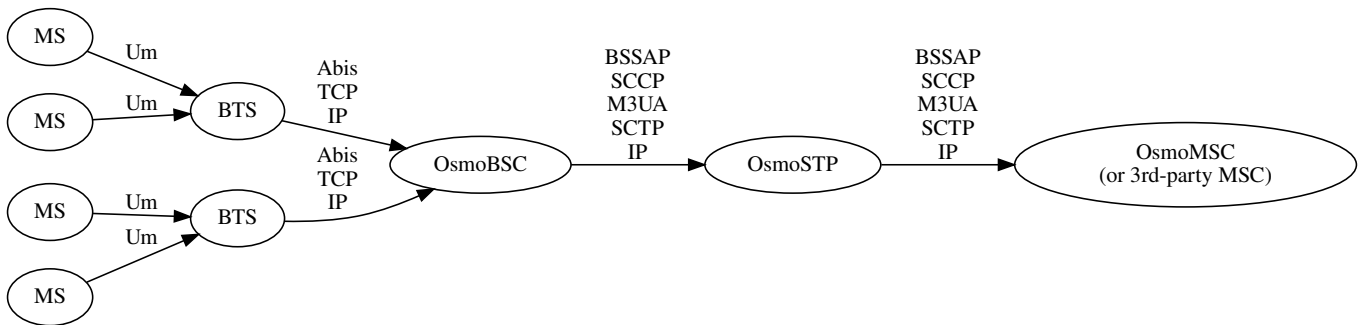 MS
Um
MS
Um
BTS
Abis
TCP
IP
MS
Um
MS
Um
BTS
Abis
TCP
IP
OsmoBSC
BSSAP
SCCP
M3UA
SCTP
IP
OsmoSTP
BSSAP
SCCP
M3UA
SCTP
IP
OsmoMSC
(or 3rd-party MSC)